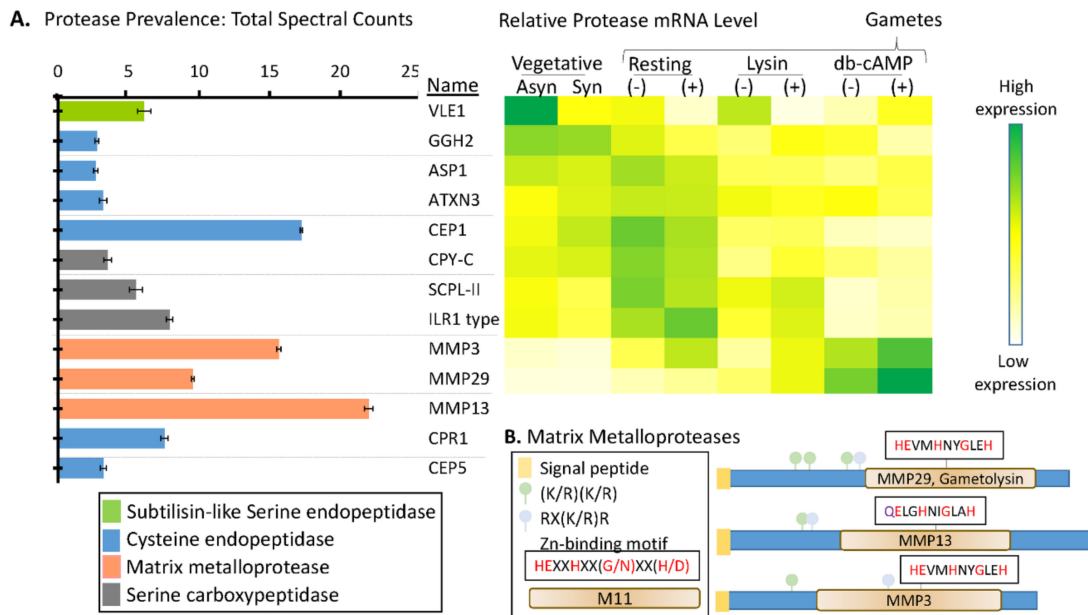 A. Protease Prevalence: Total Spectral Counts
0 5 10 15 20 25
Name
VLE1
GGH2
ASP1
ATXN3
CEP1
CPY-C
SCPL-II
ILR1 type
MMP3
MMP29
MMP13
CPR1
CEP5
Subtilisin-like Serine endopeptidase
Cysteine endopeptidase
Matrix metalloprotease
Serine carboxypeptidase
Relative Protease mRNA Level
Gametes
Vegetative Resting Lysin db-cAMP
Asyn Syn (-) (+) (-) (+) (-) (+)
High
expression
Low
expression
B. Matrix Metalloproteases
Signal peptide
(K/R)(K/R)
RX(K/R)R
Zn-binding motif
HEXXHXX(G/N)XX(H/D)
M11
HEVMHNYGLEH
MMP29, Gametolysin
QELGHNIGLAH
MMP13
HEVMHNYGLEH
MMP3